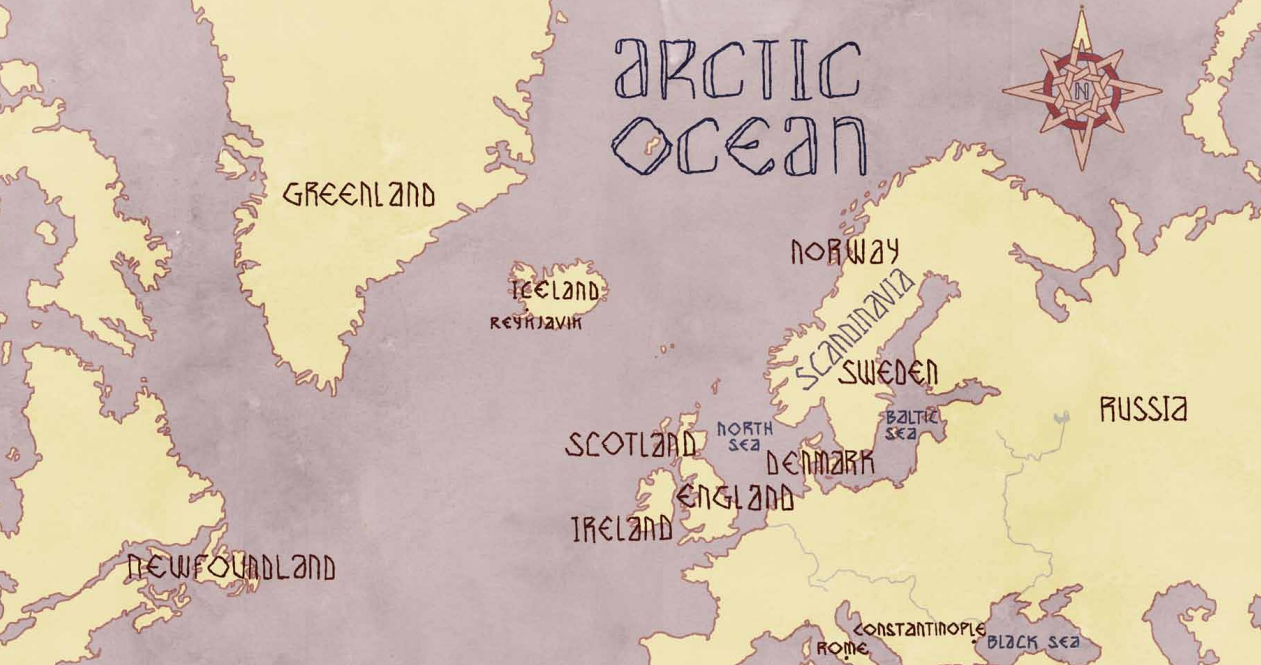 ARCTIC
OCEAN
N
GREENLAND
NORWAY
ICELAND
REYKJAVIK
SCANDINAVIA
SWEDEN
RUSSIA
BALTIC
SEA
NORTH
SEA
SCOTLAND
DENMARK
ENGLAND
IRELAND
NEWFOUNDLAND
CONSTANTINOPLE
BLACK SEA
ROME